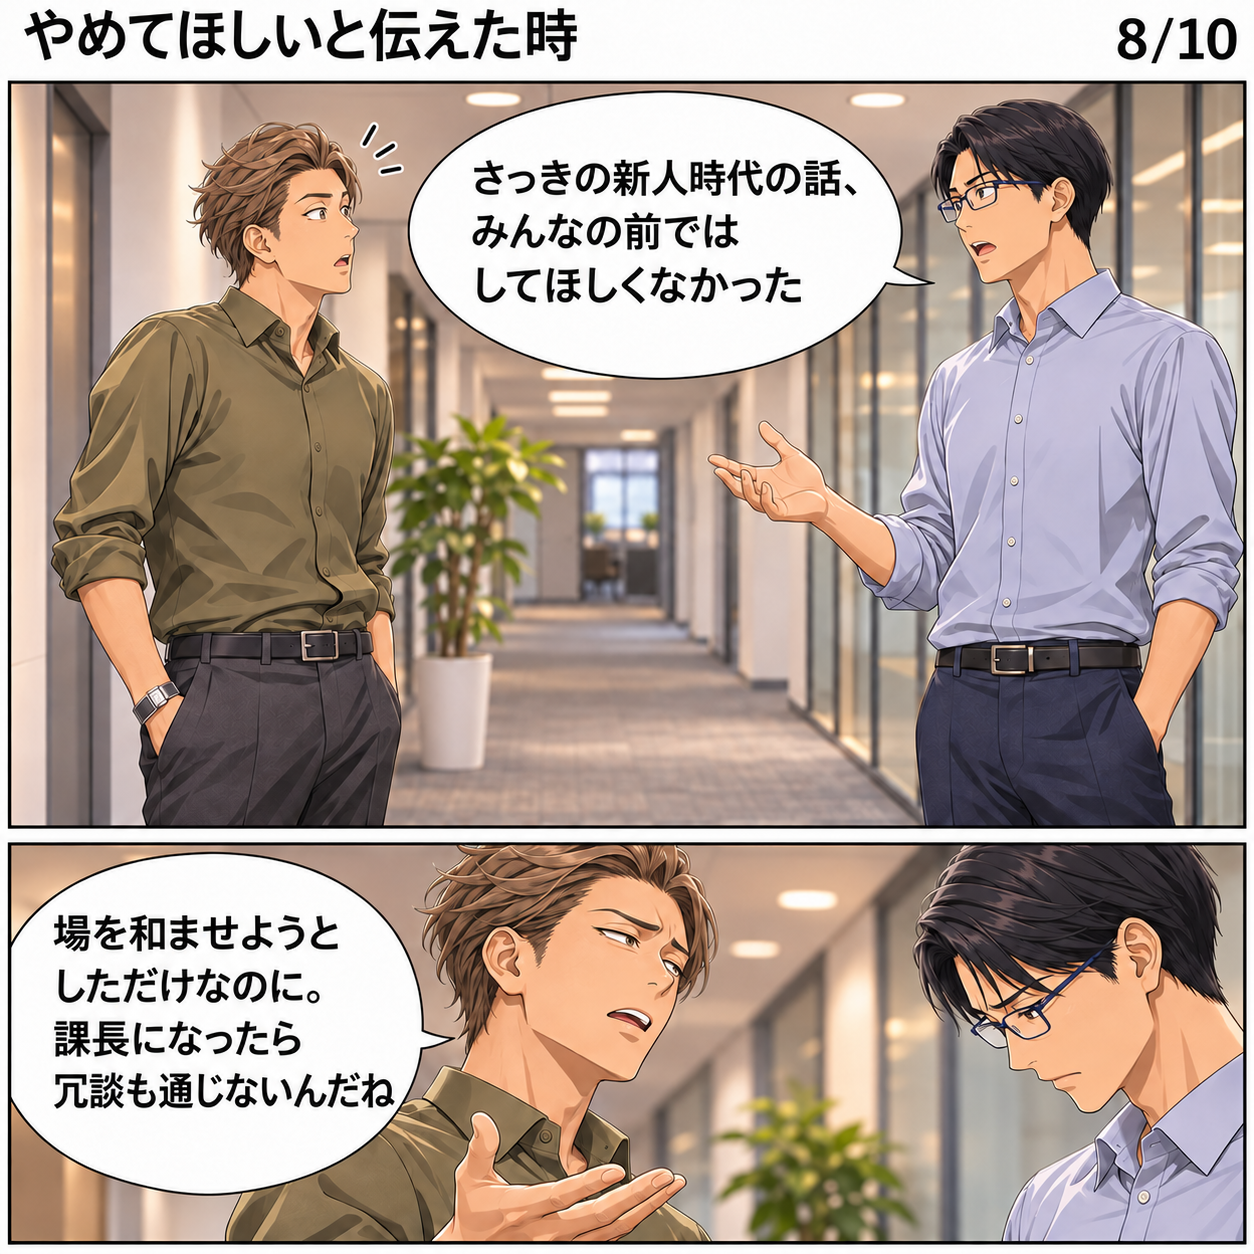 やめてほしいと伝えた時
8/10
さっきの新人時代の話、
みんなの前では
してほしくなかった
場を和ませようと
しただけなのに。
課長になったら
冗談も通じないんだね